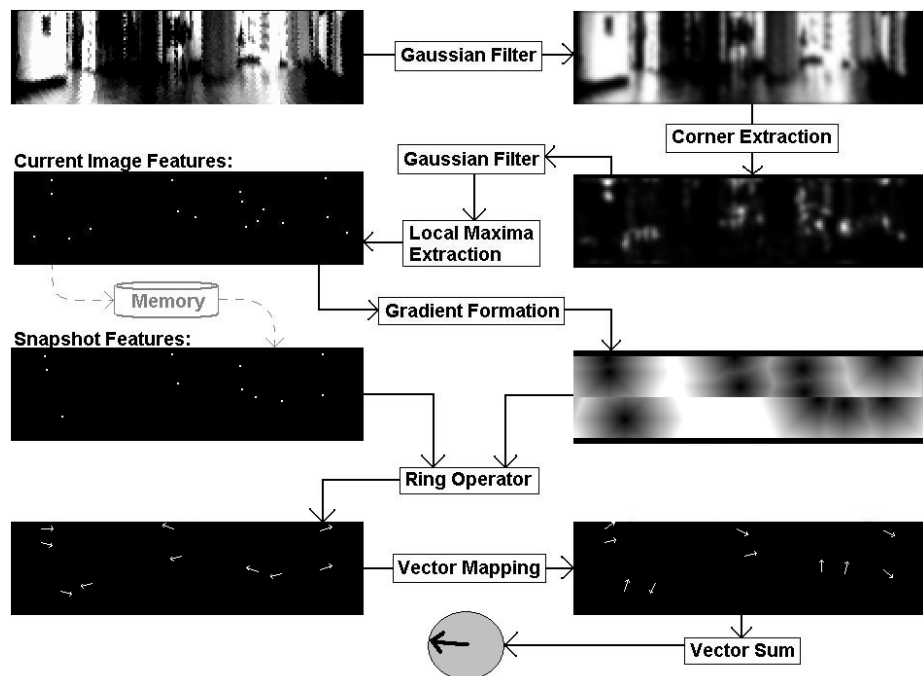 Gaussian Filter
Corner Extraction
Gaussian Filter
Current Image Features:
Local Maxima
Extraction
Memory
Gradient Formation
Snapshot Features:
Ring Operator
Vector Mapping
Vector Sum